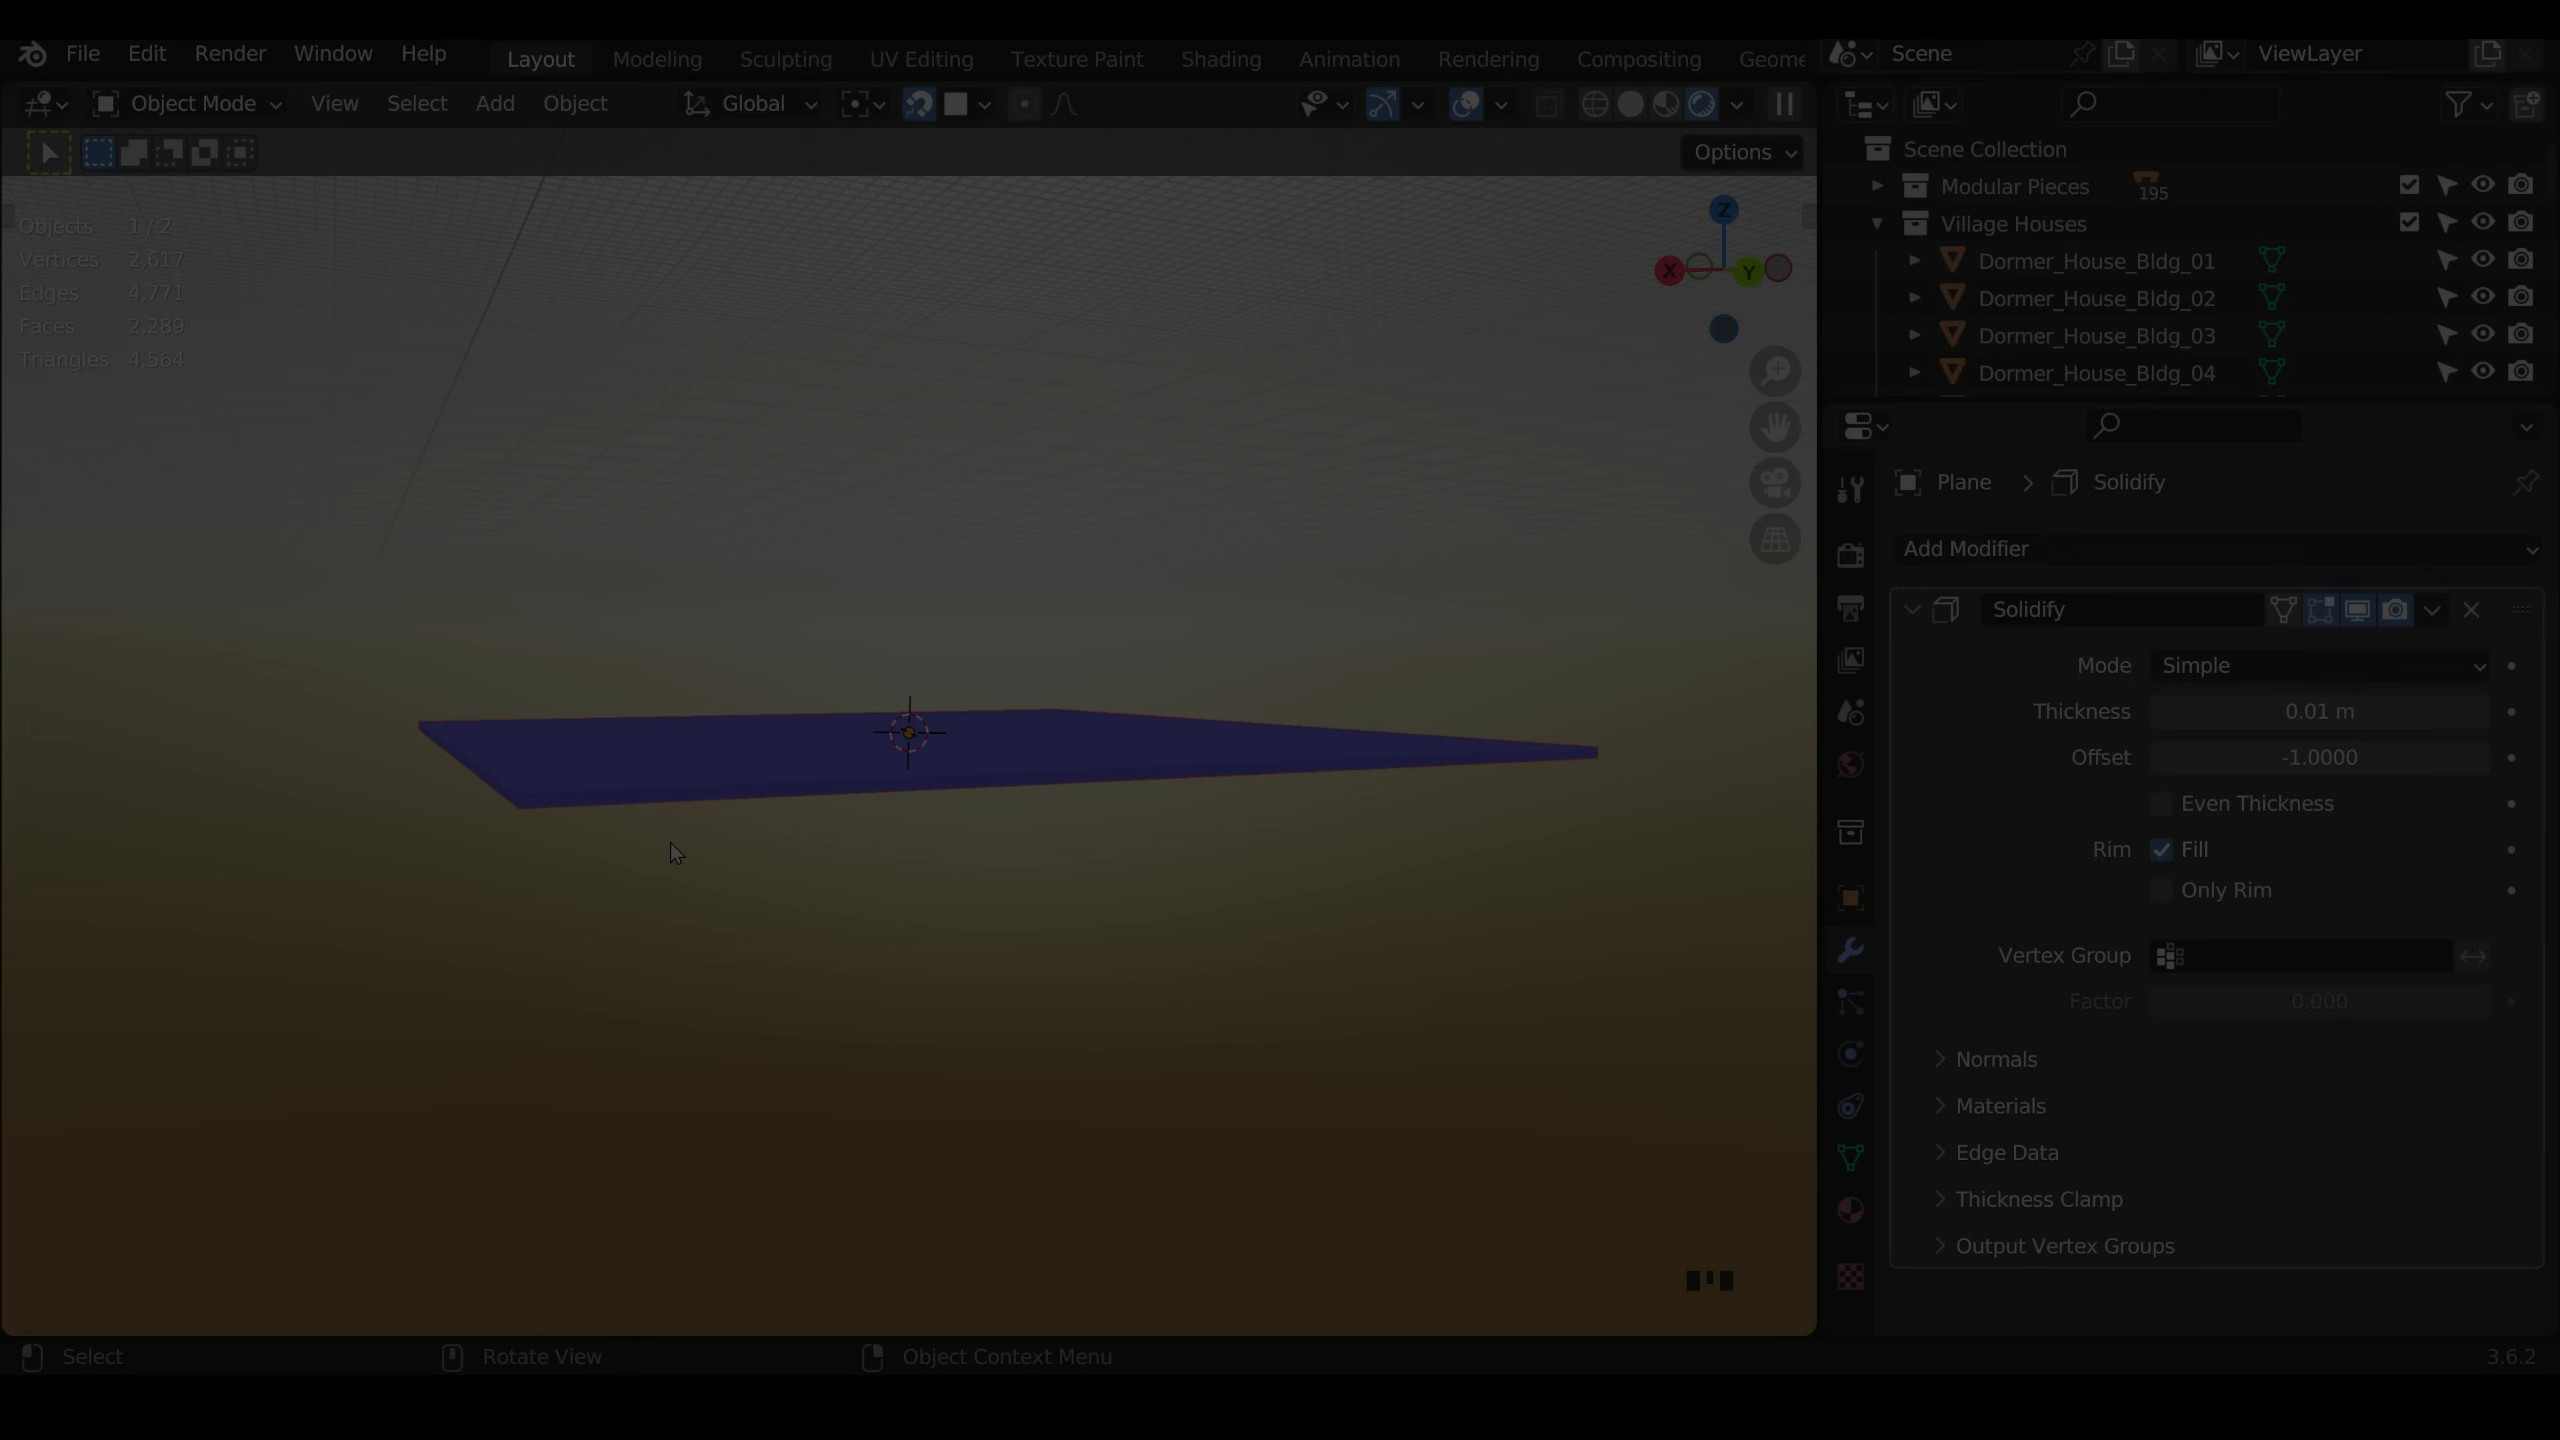 File Edit Render Window Help Layout Modeling Sculpting UV Editing Texture Paint Shading Animation Rendering Compositing Geome Scene ViewLayer
Object Mode View Select Add Object Global
Options
Objects 1 / 2
Vertices 2,617
Edges 4,771
Faces 2,289
Triangles 4,564
Z
X
Y
Scene Collection
Modular Pieces 195
Village Houses
Dormer_House_Bldg_01
Dormer_House_Bldg_02
Dormer_House_Bldg_03
Dormer_House_Bldg_04
Plane > Solidify
Add Modifier
Solidify
Mode Simple
Thickness 0.01 m
Offset -1.0000
Even Thickness
Rim Fill
Only Rim
Vertex Group
Factor 0.000
Normals
Materials
Edge Data
Thickness Clamp
Output Vertex Groups
Select Rotate View Object Context Menu 3.6.2